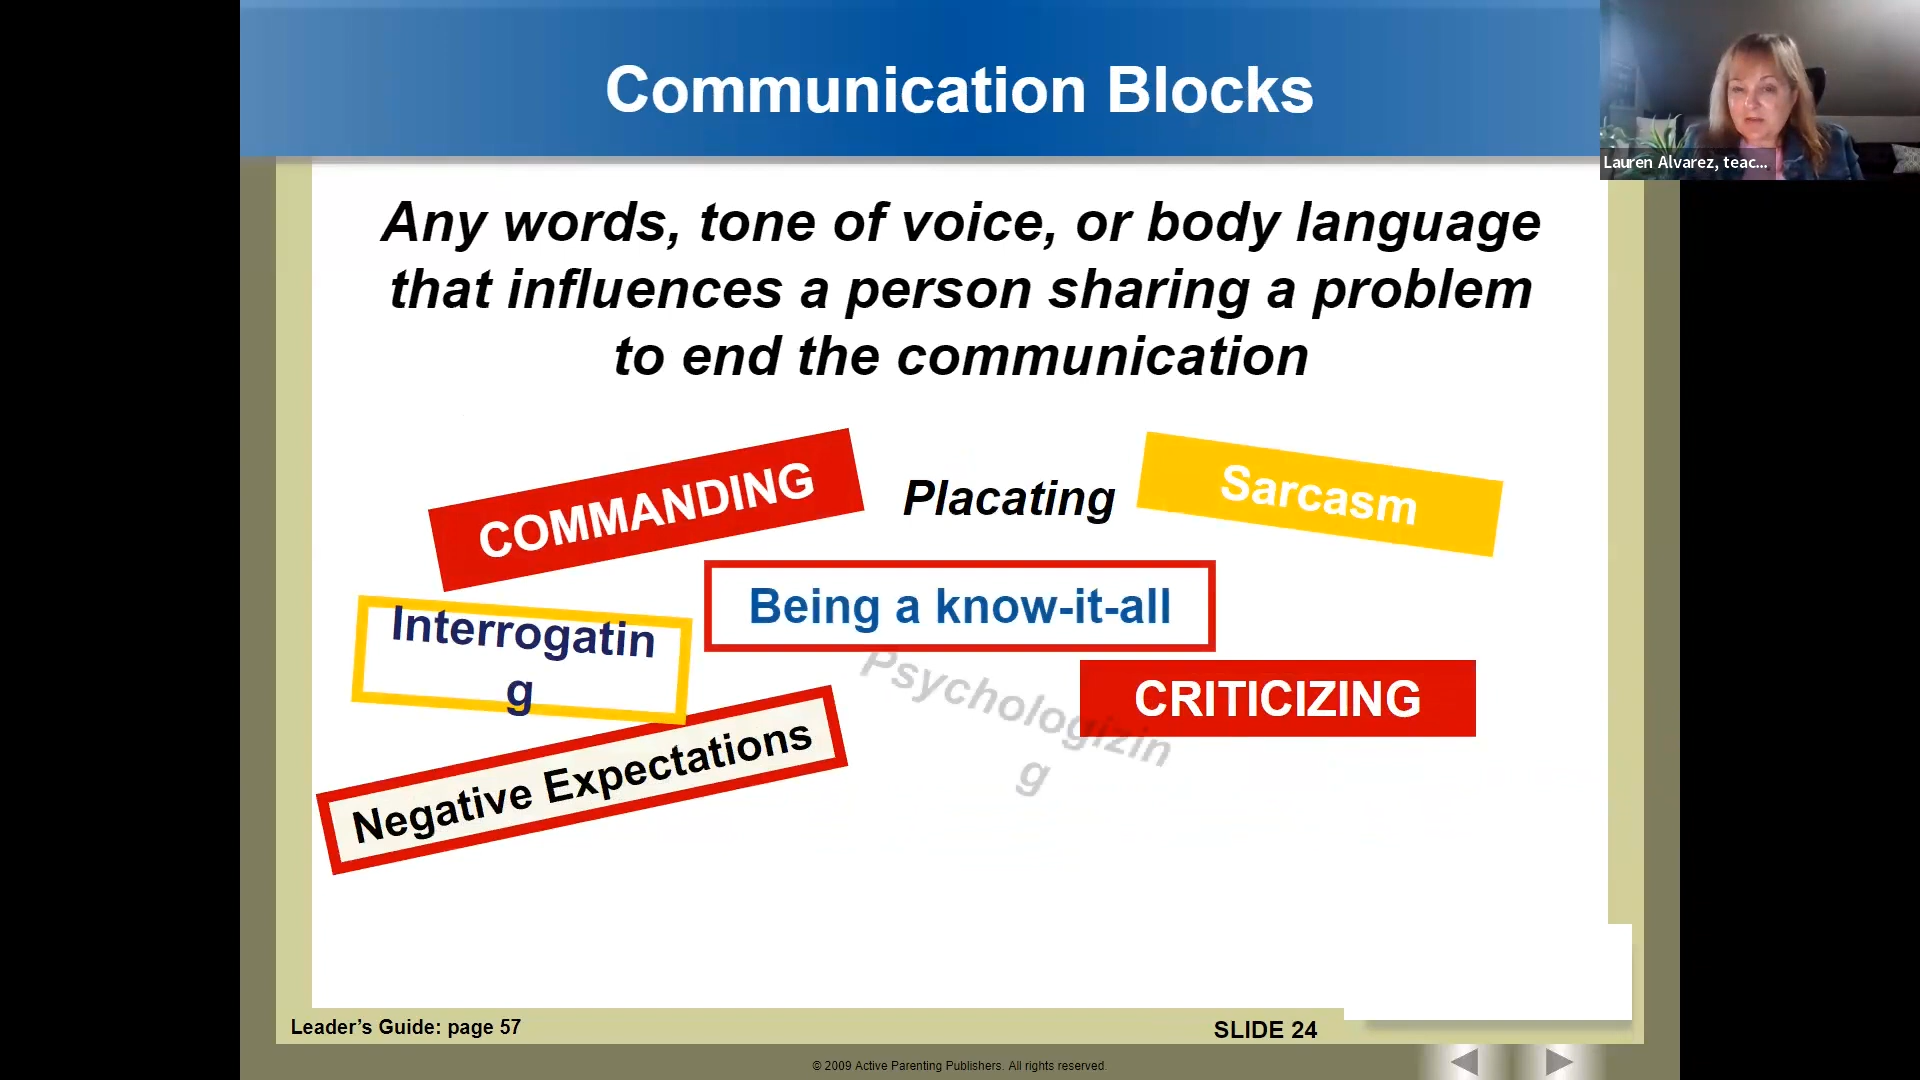 Communication Blocks
Lauren Alvarez, teac...
Any words, tone of voice, or body language
that influences a person sharing a problem
to end the communication
COMMANDING
Placating
Sarcasm
Being a know-it-all
Interrogatin
g
Psychologizin
g
CRITICIZING
Negative Expectations
Leader’s Guide: page 57
SLIDE 24
© 2009 Active Parenting Publishers. All rights reserved.